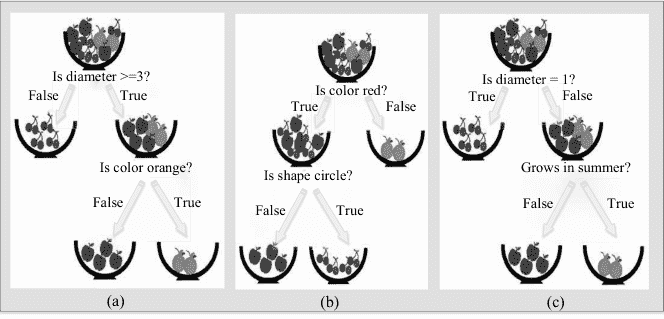 Is diameter >=3?
False
True
Is color orange?
False
True
(a)
Is color red?
True
False
Is shape circle?
False
True
(b)
Is diameter = 1?
True
False
Grows in summer?
False
True
(c)